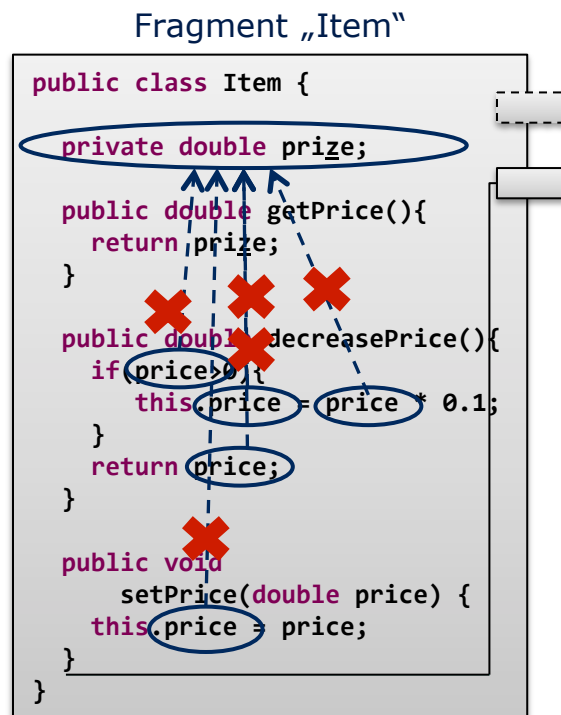 Fragment „Item“
public class Item {
private double prize;
public double getPrice(){
return prize;
}
public double decreasePrice(){
if(price>0){
this.price = price * 0.1;
}
return price;
}
public void
setPrice(double price) {
this.price = price;
}
}